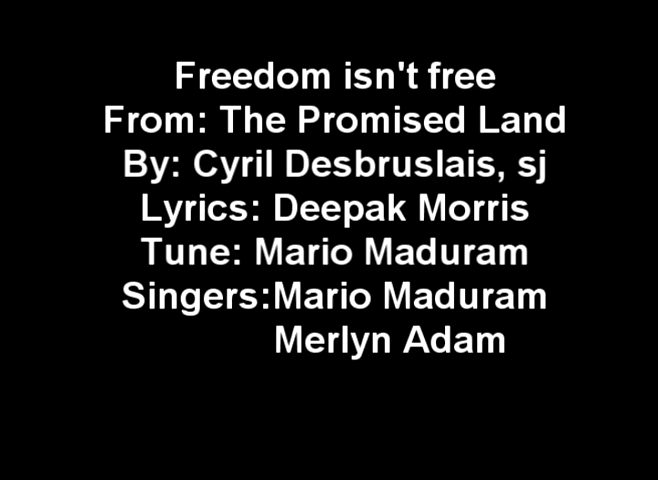 Freedom isn't free
From: The Promised Land
By: Cyril Desbruslais, sj
Lyrics: Deepak Morris
Tune: Mario Maduram
Singers:Mario Maduram
Merlyn Adam